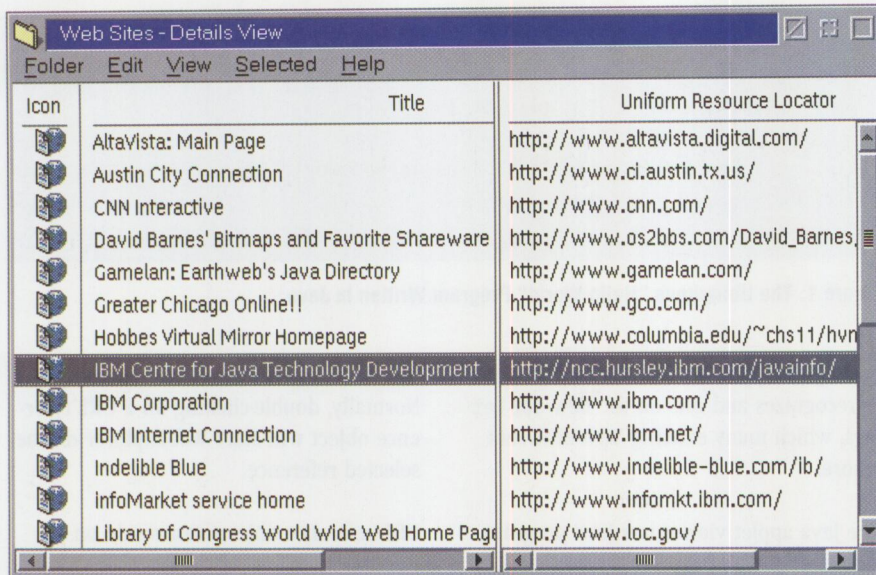 Web Sites - Details View
Folder Edit View Selected Help
Icon Title Uniform Resource Locator
AltaVista: Main Page http://www.altavista.digital.com/
Austin City Connection http://www.ci.austin.tx.us/
CNN Interactive http://www.cnn.com/
David Barnes' Bitmaps and Favorite Shareware http://www.os2bbs.com/David_Barnes
Gamelan: Earthweb's Java Directory http://www.gamelan.com/
Greater Chicago Online!! http://www.gco.com/
Hobbes Virtual Mirror Homepage http://www.columbia.edu/~chs11/hvn
IBM Centre for Java Technology Development http://ncc.hursley.ibm.com/javainfo/
IBM Corporation http://www.ibm.com/
IBM Internet Connection http://www.ibm.net/
Indelible Blue http://www.indelible-blue.com/ib/
infoMarket service home http://www.infomkt.ibm.com/
Library of Congress World Wide Web Home Page http://www.loc.gov/